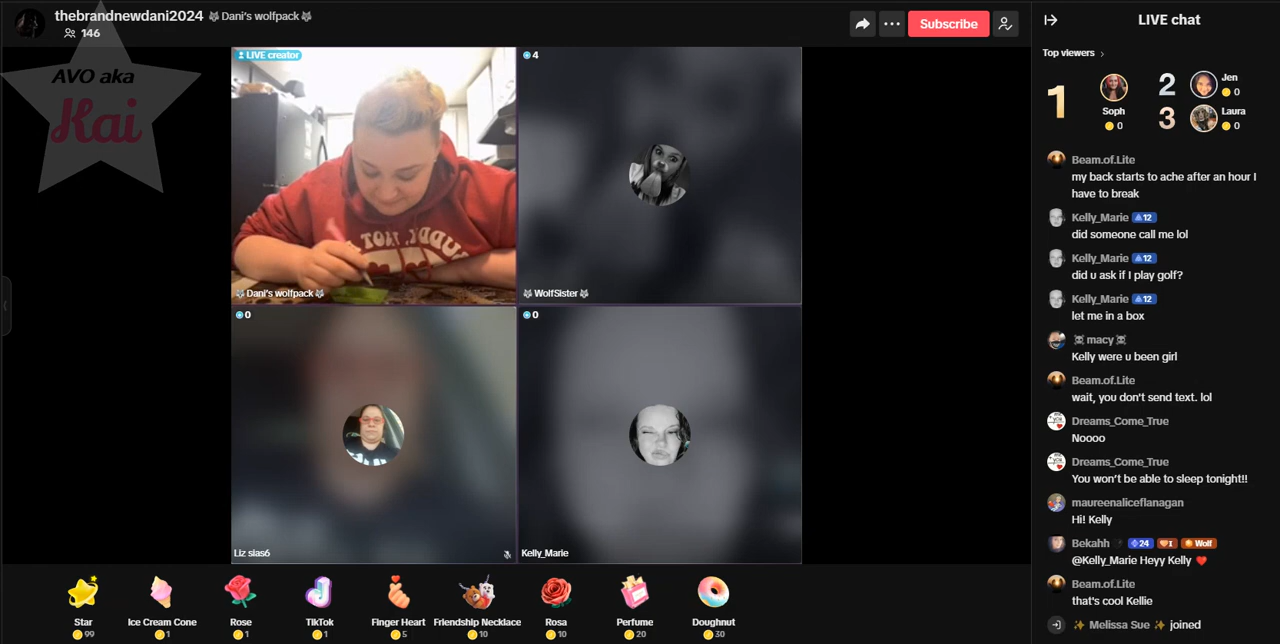 thebrandnewdani2024 🐺Dani's wolfpack🐺
146
Subscribe
AVO aka
Kai
LIVE creator
🐺Dani's wolfpack🐺
4
🐺WolfSister🐺
0
Liz slas6
0
Kelly_Marie
Star
99
Ice Cream Cone
1
Rose
1
TikTok
1
Finger Heart
5
Friendship Necklace
10
Rosa
10
Perfume
20
Doughnut
30
LIVE chat
Top viewers >
1
Soph
0
2
Jen
0
3
Laura
0
Beam.of.Lite
my back starts to ache after an hour I
have to break
Kelly_Marie 12
did someone call me lol
Kelly_Marie 12
did u ask if I play golf?
Kelly_Marie 12
let me in a box
☠️macy☠️
Kelly were u been girl
Beam.of.Lite
wait, you don't send text. lol
Dreams_Come_True
Noooo
Dreams_Come_True
You won't be able to sleep tonight!!
maureenaliceflanagan
Hi! Kelly
Bekahh 24 I Wolf
@Kelly_Marie Heyy Kelly ❤️
Beam.of.Lite
that's cool Kellie
✨ Melissa Sue ✨ joined